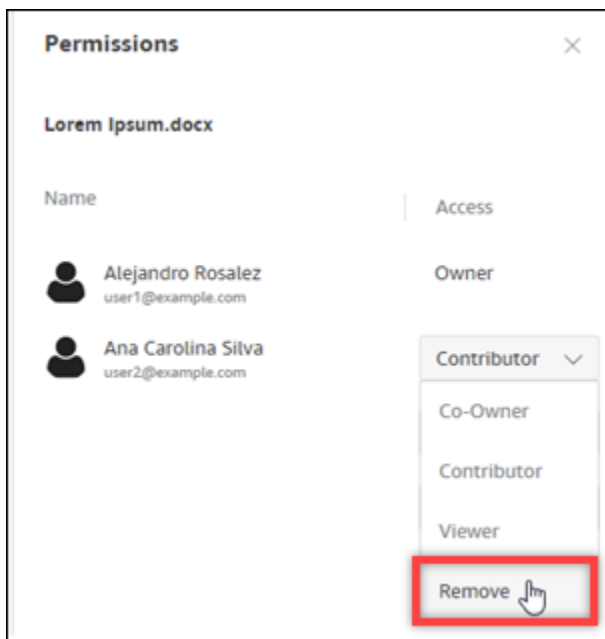 Permissions
Lorem Ipsum.docx
Name
Access
Alejandro Rosalez
Owner
user1@example.com
Ana Carolina Silva
Contributor
user2@example.com
Co-Owner
Contributor
Viewer
Remove